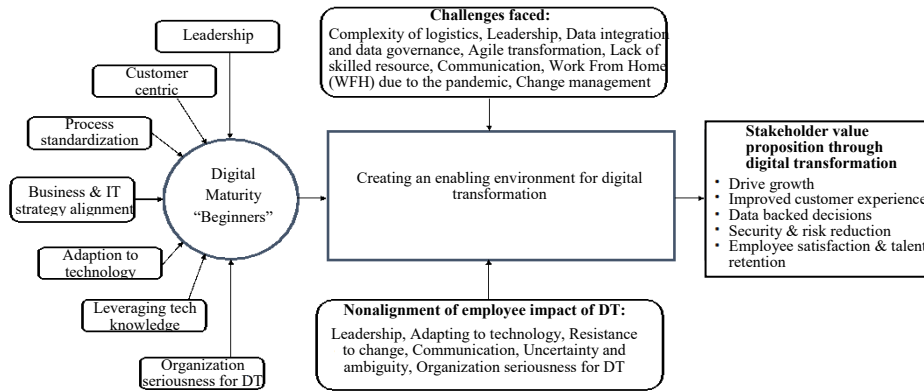 Leadership
Customer
centric
Process
standardization
Business & IT
strategy alignment
Adaption to
technology
Leveraging tech
knowledge
Organization
seriousness for DT
Digital
Maturity
“Beginners”
Challenges faced:
Complexity of logistics, Leadership, Data integration
and data governance, Agile transformation, Lack of
skilled resource, Communication, Work From Home
(WFH) due to the pandemic, Change management
Creating an enabling environment for digital
transformation
Nonalignment of employee impact of DT:
Leadership, Adapting to technology, Resistance
to change, Communication, Uncertainty and
ambiguity, Organization seriousness for DT
Stakeholder value
proposition through
digital transformation
• Drive growth
• Improved customer experience
• Data backed decisions
• Security & risk reduction
• Employee satisfaction & talent
retention